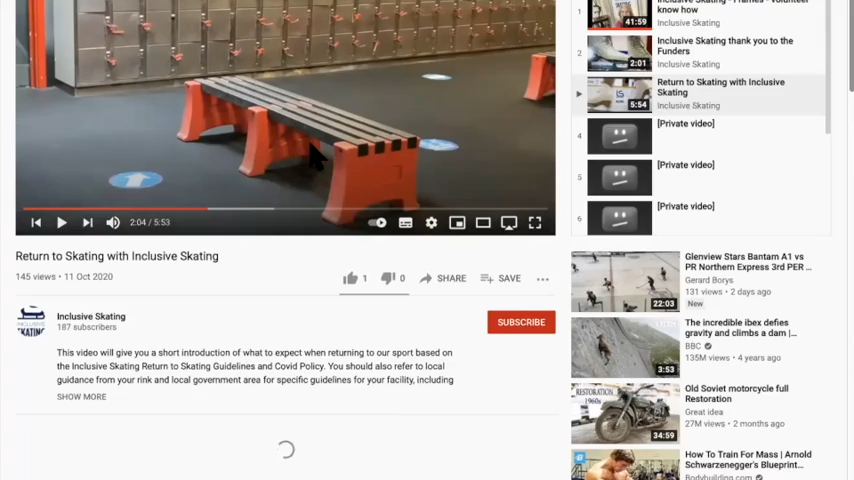 2:04 / 5:53
Return to Skating with Inclusive Skating
145 views • 11 Oct 2020
1
0
SHARE
SAVE
INCLUSIVE
SKATING
Inclusive Skating
187 subscribers
SUBSCRIBE
This video will give you a short introduction of what to expect when returning to our sport based on
the Inclusive Skating Return to Skating Guidelines and Covid Policy. You should also refer to local
guidance from your rink and local government area for specific guidelines for your facility, including
SHOW MORE
1
41:59
Inclusive Skating - Frames - Volunteer
know how
Inclusive Skating
2
2:01
Inclusive Skating thank you to the
Funders
Inclusive Skating
5:54
Return to Skating with Inclusive
Skating
Inclusive Skating
4
[Private video]
5
[Private video]
6
[Private video]
22:03
Glenview Stars Bantam A1 vs
PR Northern Express 3rd PER ...
Gerard Borys
131 views • 2 days ago
New
3:53
The incredible ibex defies
gravity and climbs a dam |...
BBC
135M views • 4 years ago
RESTORATION
1960s
34:59
Old Soviet motorcycle full
Restoration
Great idea
27M views • 2 months ago
How To Train For Mass | Arnold
Schwarzenegger's Blueprint...
Bodybuilding.com